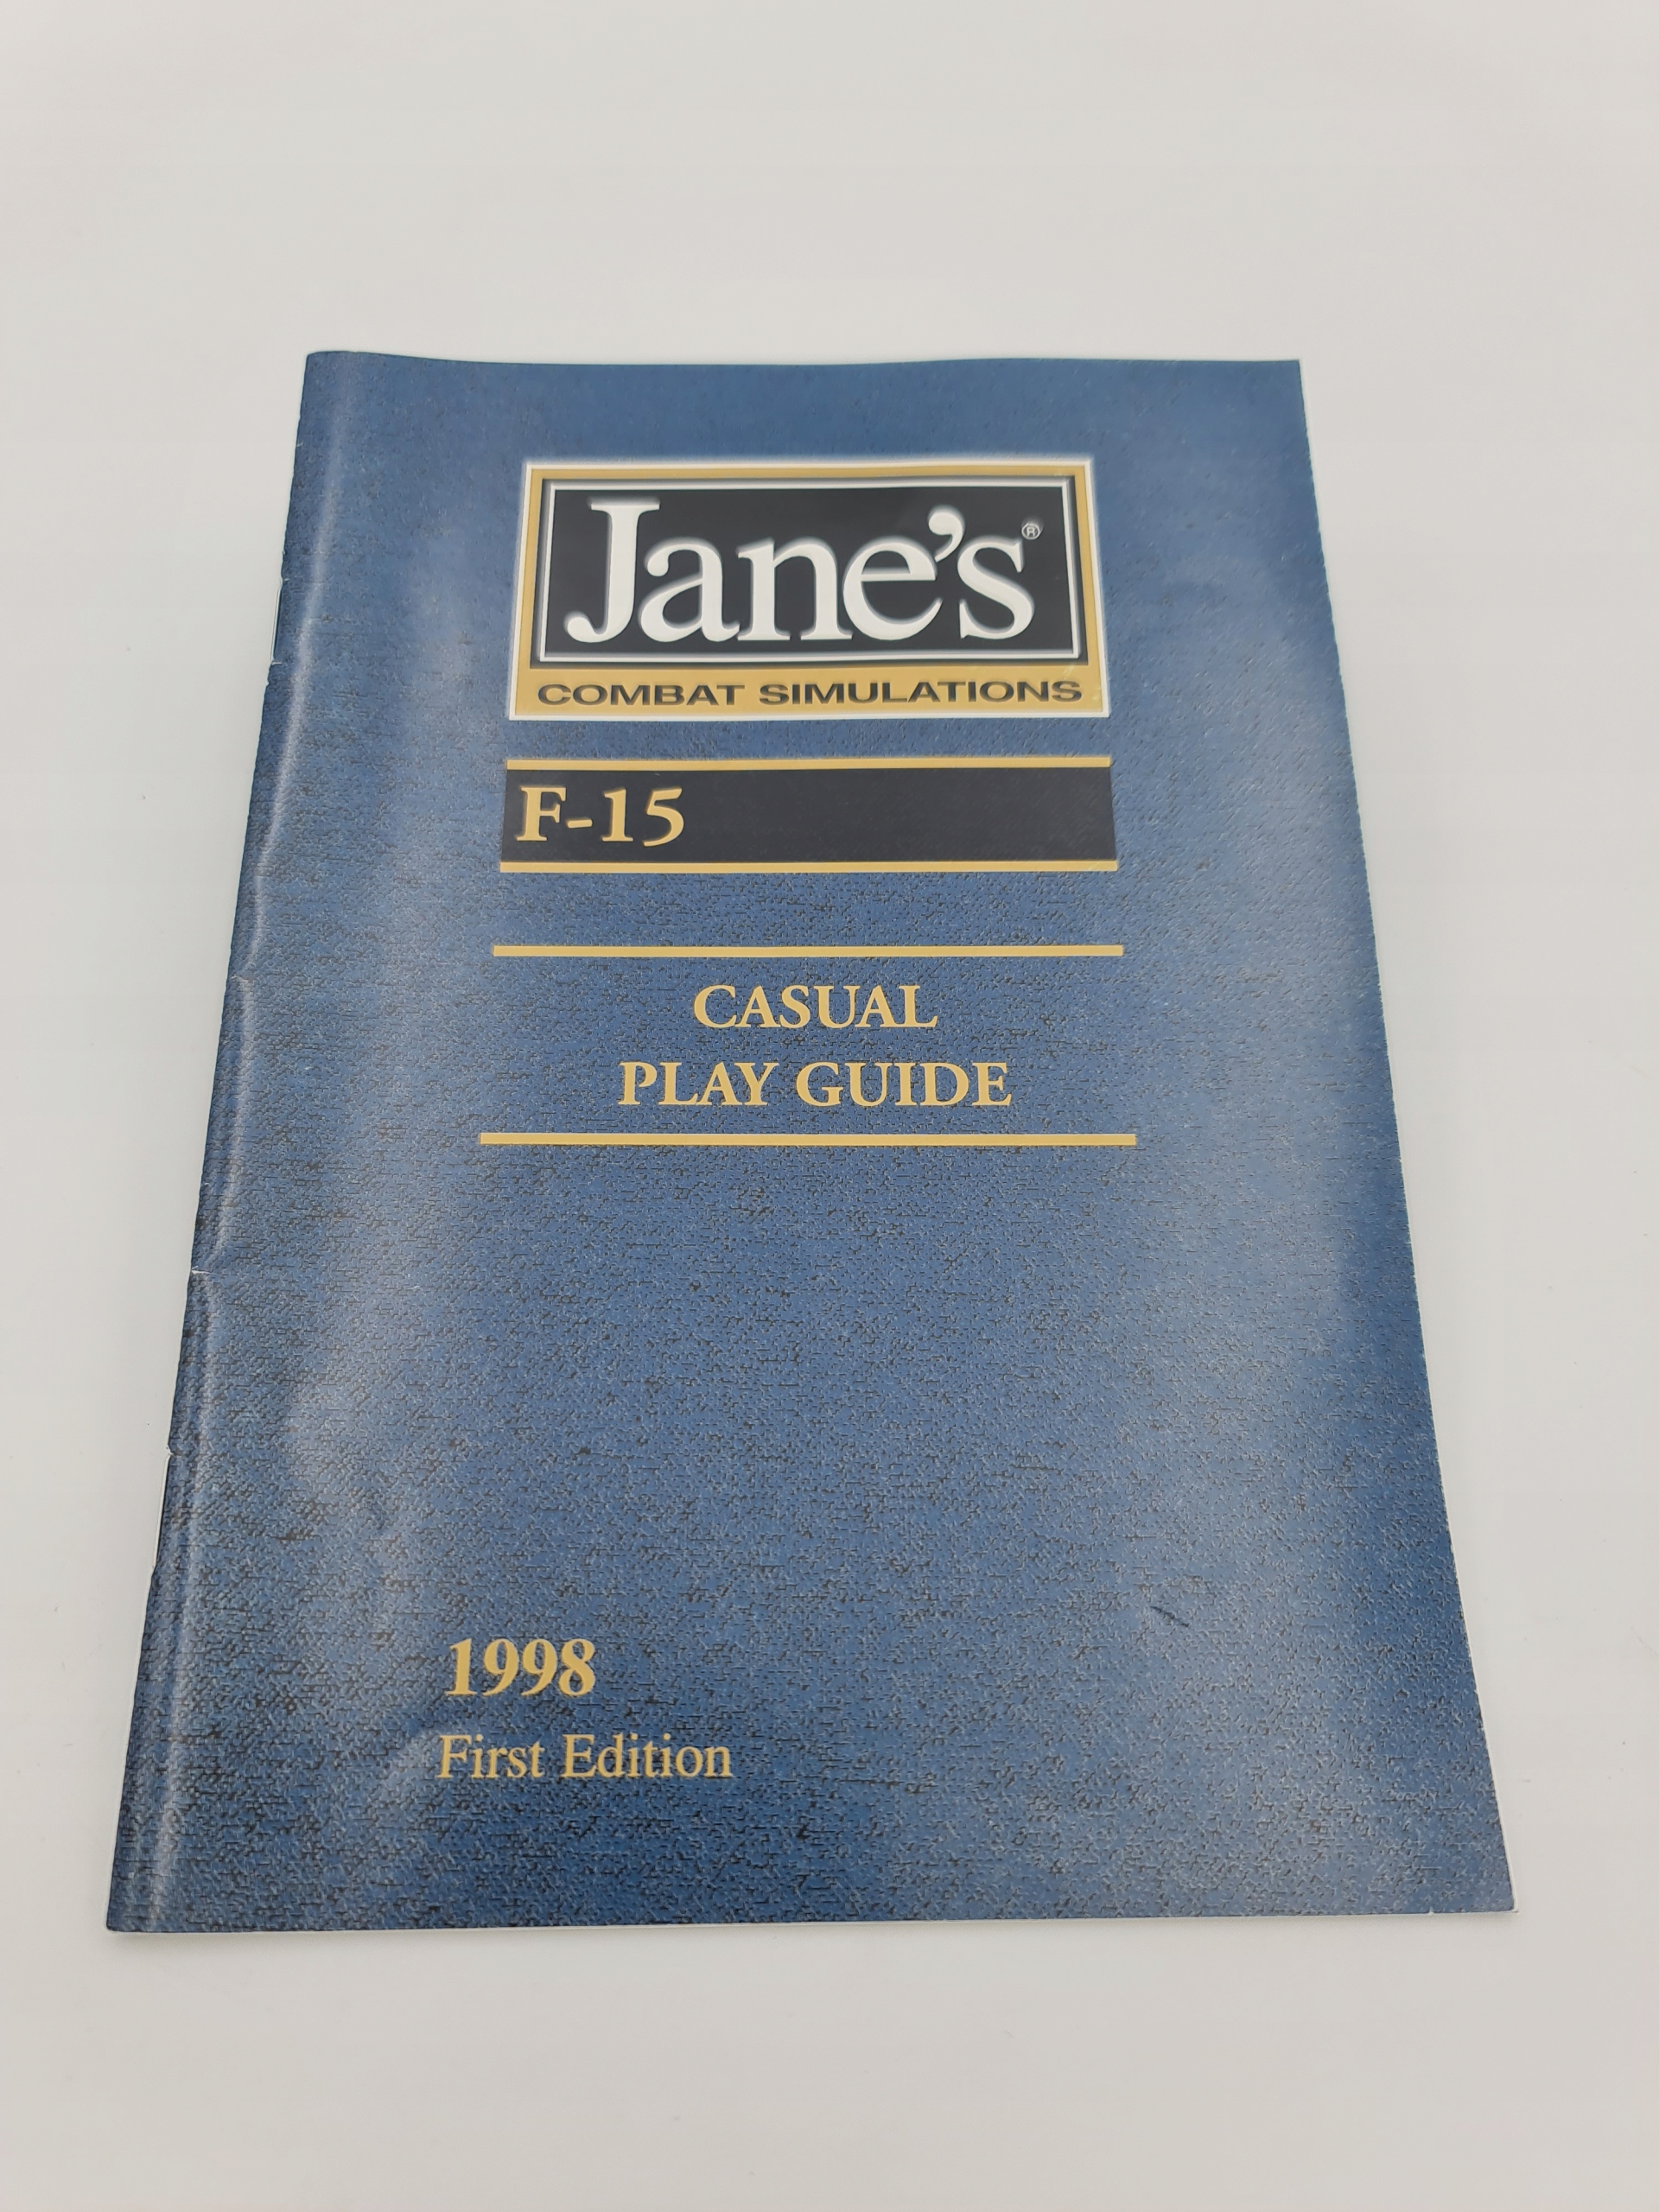 Jane's®
COMBAT SIMULATIONS
F-15
CASUAL
PLAY GUIDE
1998
First Edition